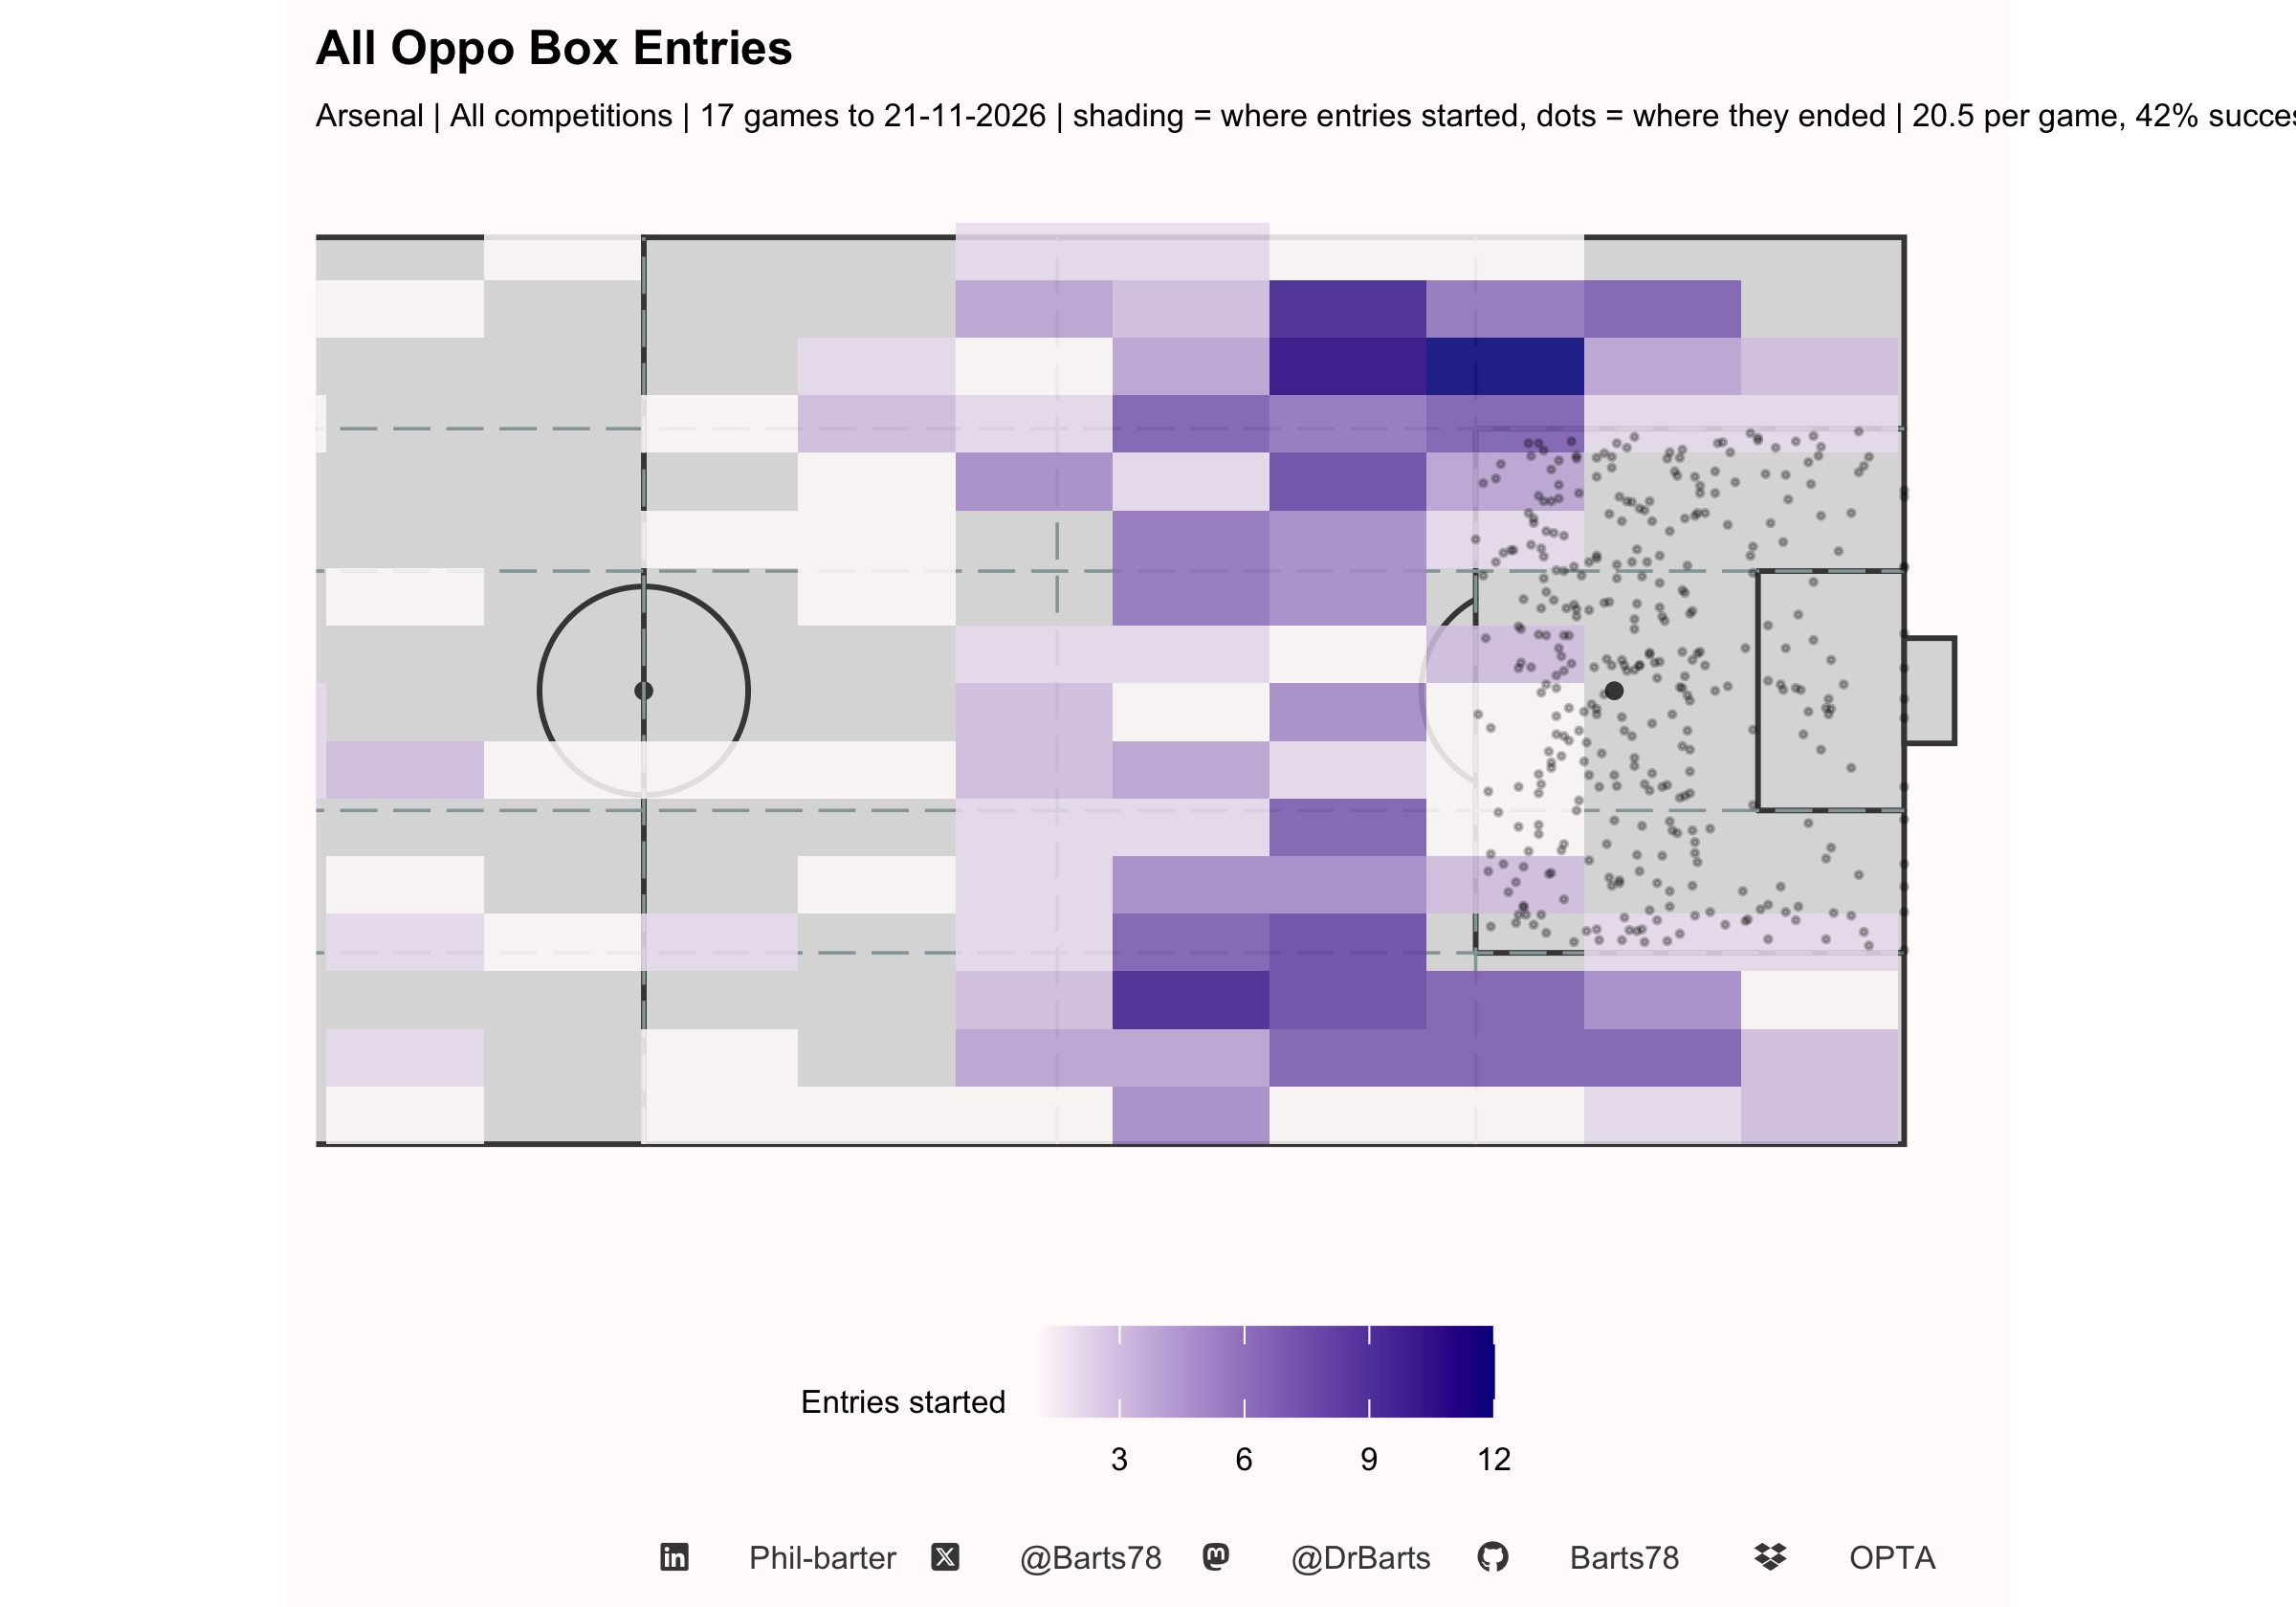 All Oppo Box Entries
Arsenal | All competitions | 17 games to 21-11-2026 | shading = where entries started, dots = where they ended | 20.5 per game, 42% succes
Entries started
3 6 9 12
Phil-barter @Barts78 @DrBarts Barts78 OPTA